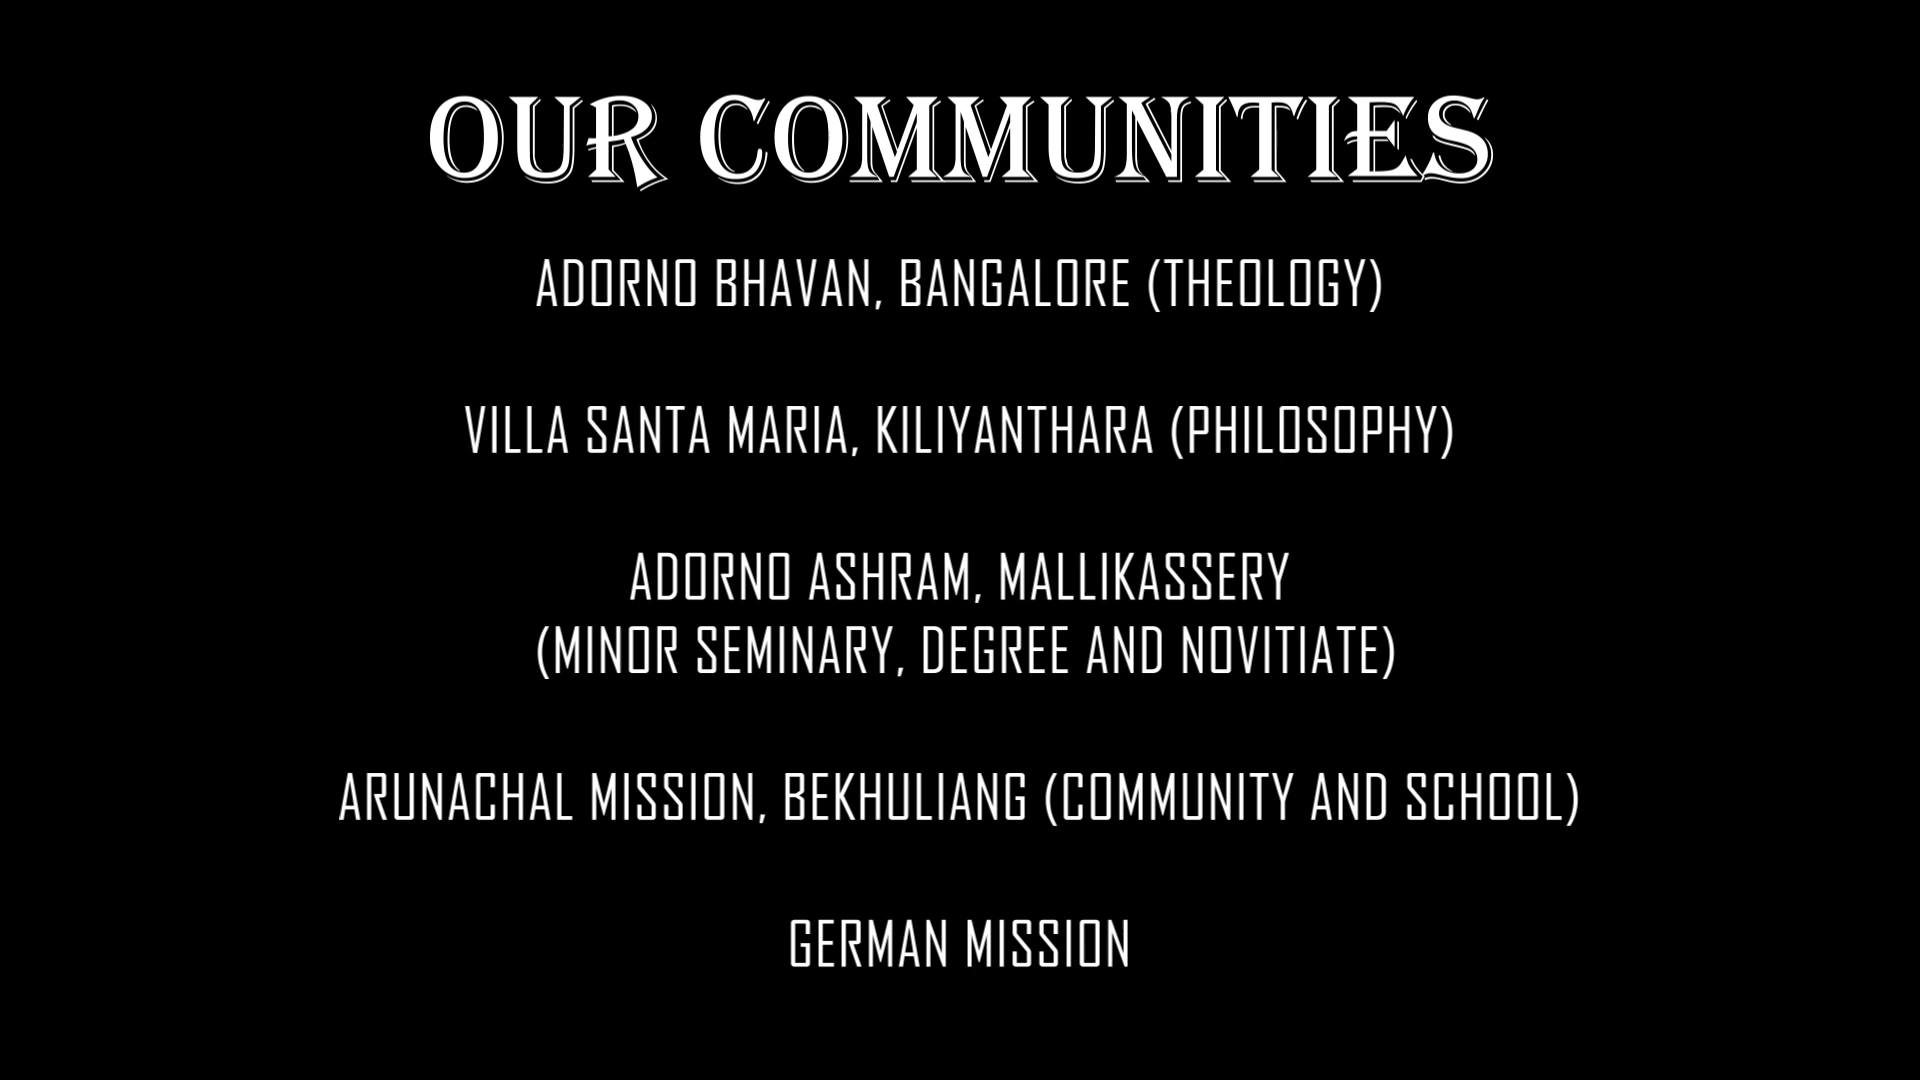 OUR COMMUNITIES
ADORNO BHAVAN, BANGALORE (THEOLOGY)
VILLA SANTA MARIA, KILIYANTHARA (PHILOSOPHY)
ADORNO ASHRAM, MALLIKASSERY
(MINOR SEMINARY, DEGREE AND NOVITIATE)
ARUNACHAL MISSION, BEKHULIANG (COMMUNITY AND SCHOOL)
GERMAN MISSION